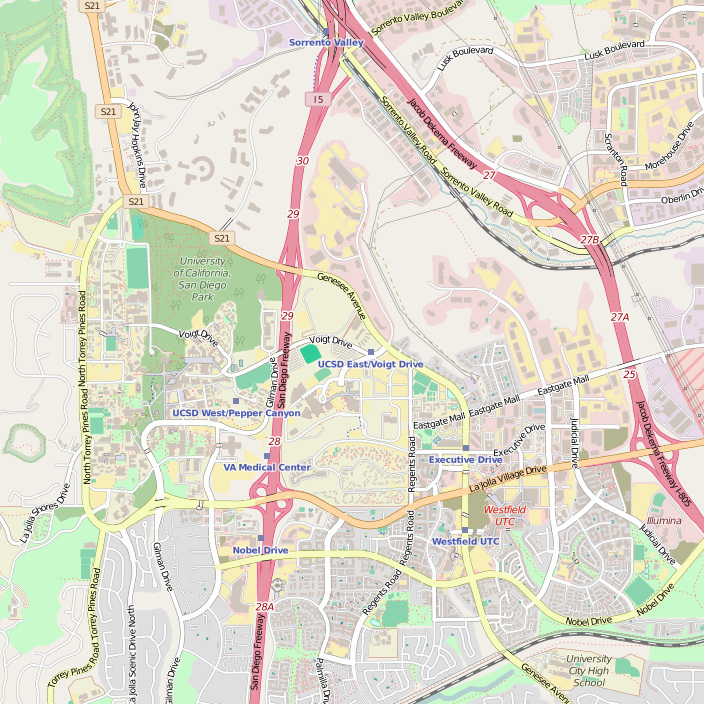 S21
Sorrento Valley Boulevard
Sorrento Valley
Lusk Boulevard
Lusk Boulevard
I 5
S21
John Jay Hopkins Drive
Sorrento Valley Road
Jacob Dekema Freeway
Scranton Road
Morehouse Drive
30
27
Sorrento Valley Road
Oberlin Driv
S21
29
S21
27B
University
of California,
San Diego
Park
Genesee Avenue
North Torrey Pines Road
North Torrey Pines Road
29
27A
Voigt Drive
Voigt Drive
San Diego Freeway
Gilman Drive
UCSD East/Voigt Drive
25
Eastgate Mall
Eastgate Mall
Eastgate Mall
UCSD West/Pepper Canyon
Jacob Dekema Freeway
I-805
28
Judicial Drive
Executive Drive
Regents Road
VA Medical Center
Executive Drive
La Jolla Village Drive
La Jolla Shores Drive
Westfield
UTC
Illumina
Regents Road
Westfield UTC
Judicial Drive
Nobel Drive
Gilman Drive
Regents Road
Nobel Drive
28A
Nobel Drive
Torrey Pines Road
Torrey Pines Road
La Jolla Scenic Drive North
San Diego Freeway
Gilman Drive
Palmilla Driv
University
City High
School
Genesee Avenue